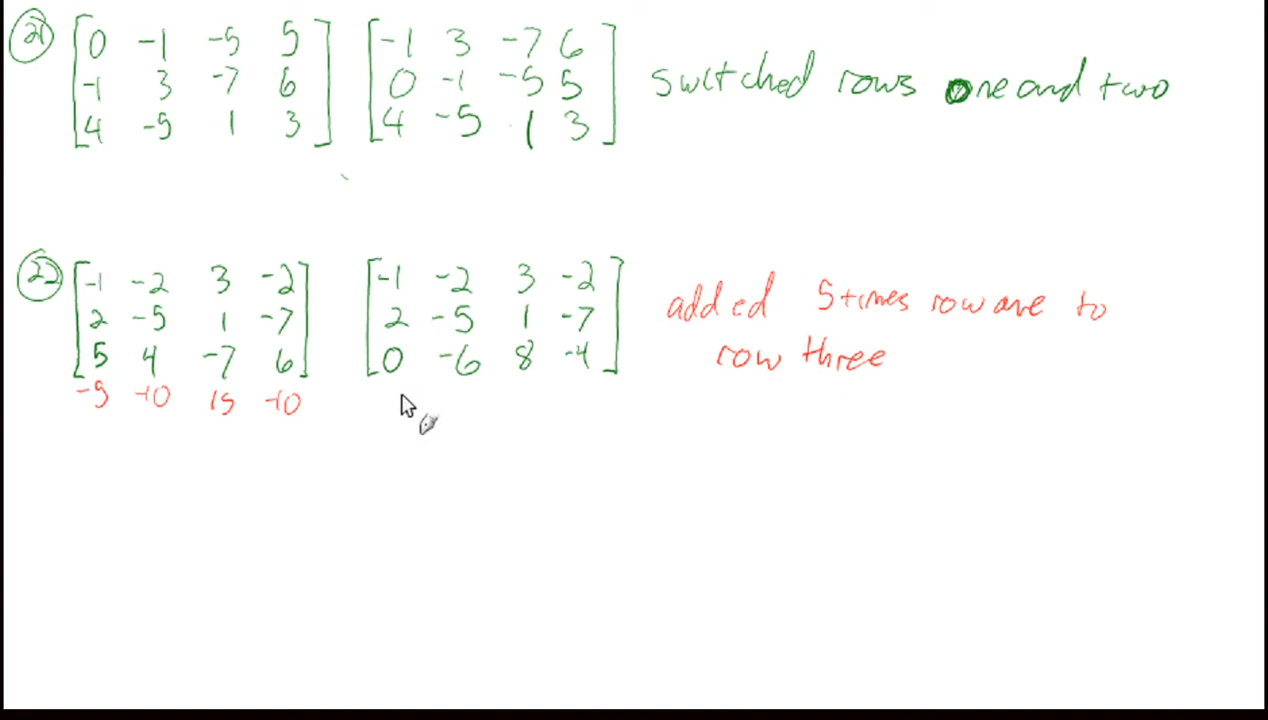 21 [0 -1 -5 5] [-1 3 -7 6]
[-1 3 -7 6] [0 -1 -5 5] switched rows one and two
[4 -5 1 3] [4 -5 1 3]
22 [-1 -2 3 -2] [-1 -2 3 -2]
[2 -5 1 -7] [2 -5 1 -7] added 5 times row one to
[5 4 -7 6] [0 -6 8 -4] row three
-5 -10 15 -10